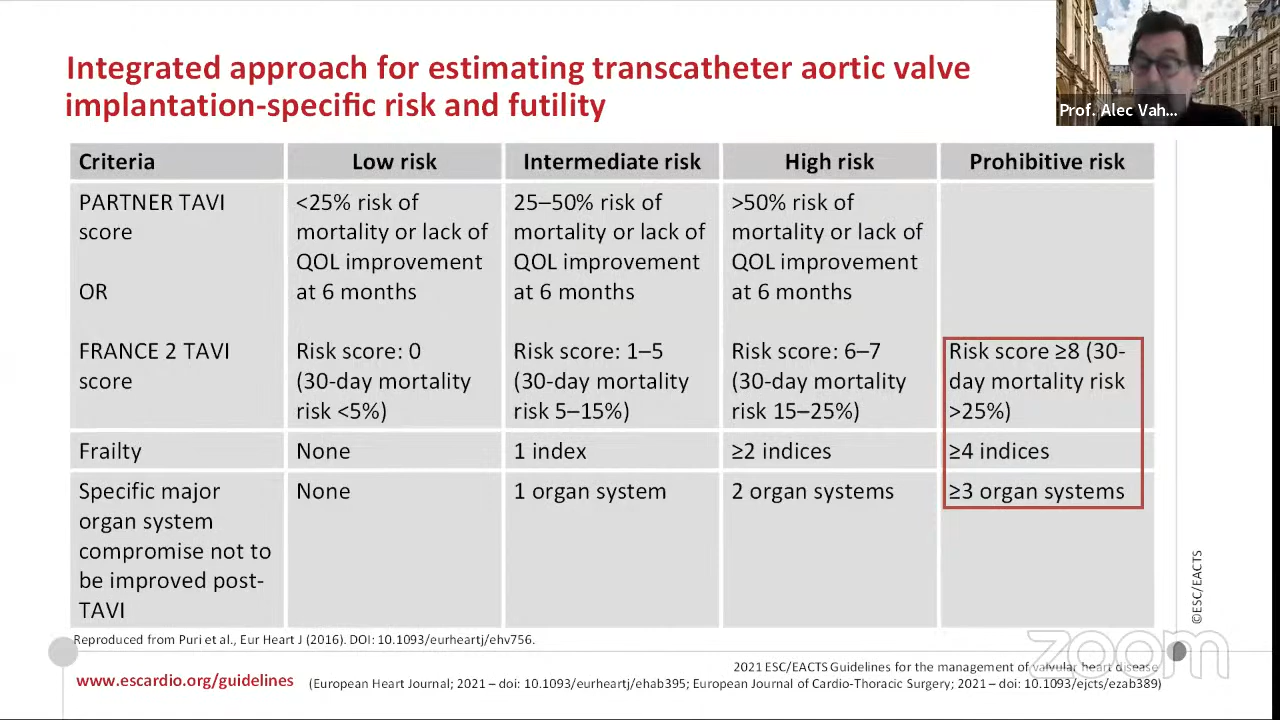 Integrated approach for estimating transcatheter aortic valve
implantation-specific risk and futility
Prof. Alec Vah...
Criteria
Low risk
Intermediate risk
High risk
Prohibitive risk
PARTNER TAVI
score
OR
FRANCE 2 TAVI
score
<25% risk of
mortality or lack of
QOL improvement
at 6 months
Risk score: 0
(30-day mortality
risk <5%)
25–50% risk of
mortality or lack of
QOL improvement
at 6 months
Risk score: 1–5
(30-day mortality
risk 5–15%)
>50% risk of
mortality or lack of
QOL improvement
at 6 months
Risk score: 6–7
(30-day mortality
risk 15–25%)
Risk score ≥8 (30-
day mortality risk
>25%)
Frailty
None
1 index
≥2 indices
≥4 indices
Specific major
organ system
compromise not to
be improved post-
TAVI
None
1 organ system
2 organ systems
≥3 organ systems
©ESC/EACTS
Reproduced from Puri et al., Eur Heart J (2016). DOI: 10.1093/eurheartj/ehv756.
zoom
www.escardio.org/guidelines
2021 ESC/EACTS Guidelines for the management of valvular heart disease
(European Heart Journal; 2021 – doi: 10.1093/eurheartj/ehab395; European Journal of Cardio-Thoracic Surgery; 2021 – doi: 10.1093/ejcts/ezab389)